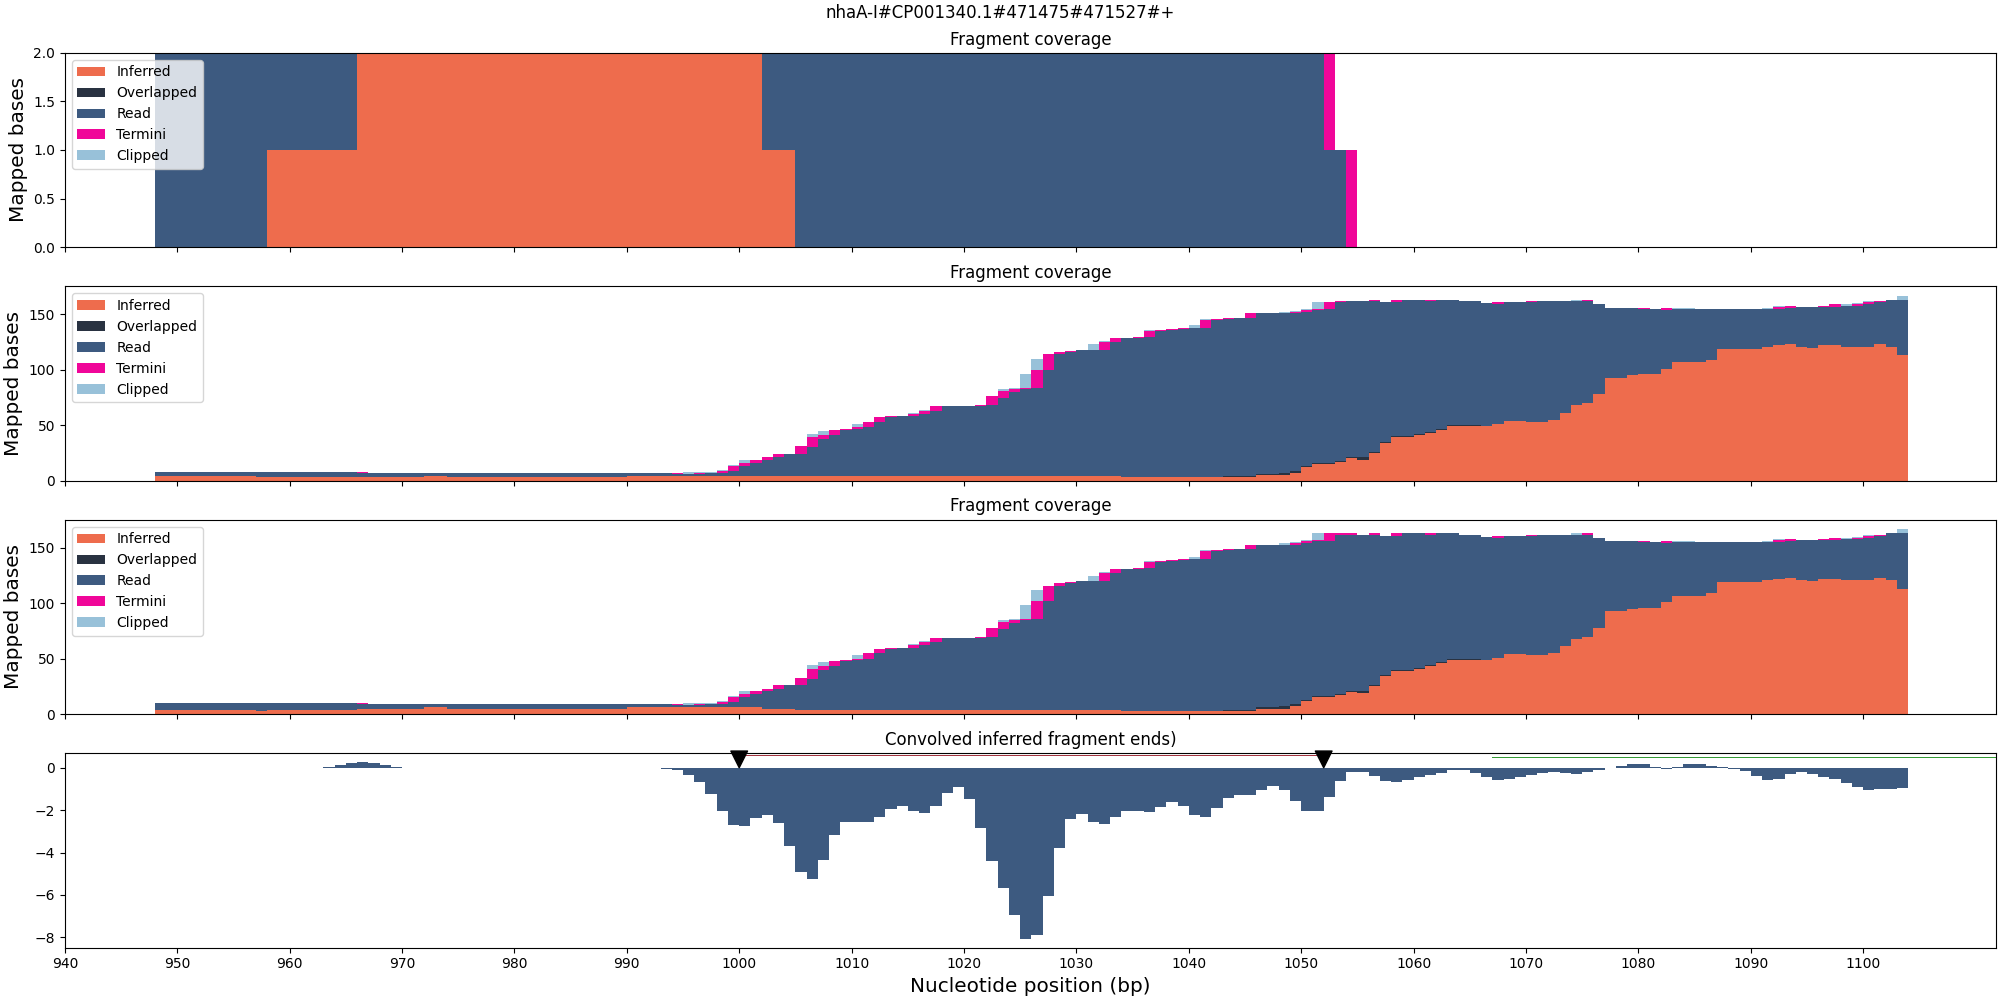 nhaA-I#CP001340.1#471475#471527#+
Fragment coverage
Mapped bases
2.0
1.5
1.0
0.5
0.0
Inferred
Overlapped
Read
Termini
Clipped
Fragment coverage
Mapped bases
150
100
50
0
Inferred
Overlapped
Read
Termini
Clipped
Fragment coverage
Mapped bases
150
100
50
0
Inferred
Overlapped
Read
Termini
Clipped
Convolved inferred fragment ends)
0
−2
−4
−6
−8
940 950 960 970 980 990 1000 1010 1020 1030 1040 1050 1060 1070 1080 1090 1100
Nucleotide position (bp)